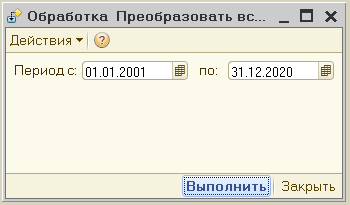 Обработка Преобразовать вс...
Действия
Период с: 01.01.2001 по: 31.12.2020
Выполнить Закрыть